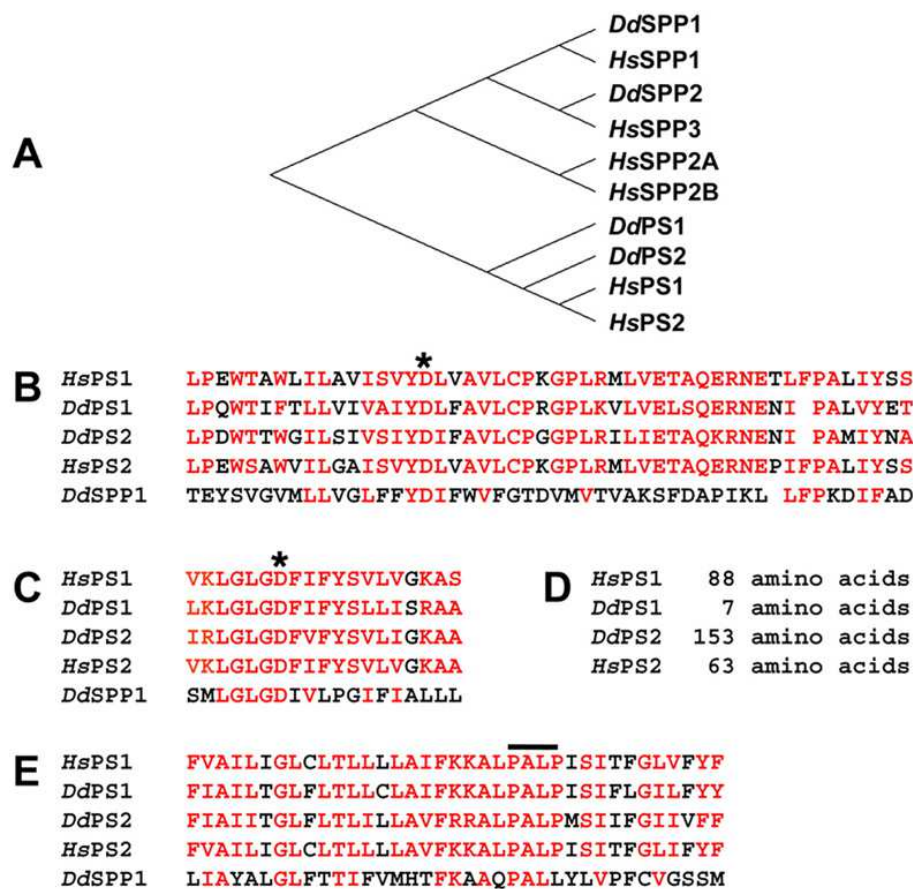 A
DdSPP1
HsSPP1
DdSPP2
HsSPP3
HsSPP2A
HsSPP2B
DdPS1
DdPS2
HsPS1
HsPS2
B
*
HsPS1 LPEWTAWLILAVISVYDLVAVLCPKGPLRMLVETAQERNETLFPALIYSS
DdPS1 LPQWTIFTLLVIVAIYDLFAVLCPRGPLKVLVELSQERNENI PALVYET
DdPS2 LPDWTTWGILSIVSIYDIFAVLCPGGPLRILIETAQKRNENI PAMIYNA
HsPS2 LPEWSAWVILGAISVYDLVAVLCPKGPLRMLVETAQERNEPIFPALIYSS
DdSPP1 TEYSVGVMLLVGLFFYDIFWVFGTDVMVTVAKSFDAPIKL LFPKDIFAD
C
*
HsPS1 VKLGLGDFIFYSVLVGKAS
DdPS1 LKLGLGDFIFYSLLISRAA
DdPS2 IRLGLGDFVFYSVLIGKAA
HsPS2 VKLGLGDFIFYSVLVGKAA
DdSPP1 SMLGLGDIVLPGIFIALLL
D
HsPS1 88 amino acids
DdPS1 7 amino acids
DdPS2 153 amino acids
HsPS2 63 amino acids
E
HsPS1 FVAILIGLCLTLLLLAIFKKALPALPISITFGLVFYF
DdPS1 FIAILTGLFLTLLCLAIFKKALPALPISIFLGILFYY
DdPS2 FIAIITGLFLTLILLAVFRRALPALPMSIIFGIIVFF
HsPS2 FVAILIGLCLTLLLLAVFKKALPALPISITFGLIFYF
DdSPP1 LIAYALGLFTTIFVMHTFKAAQPALLYLVPFCVGSSM